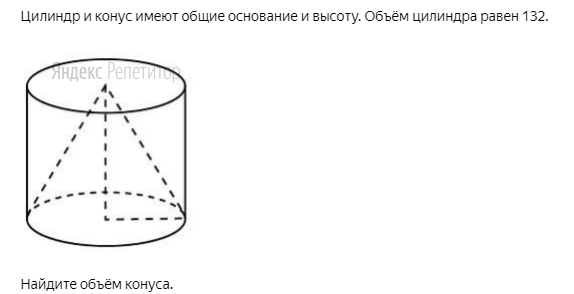 Цилиндр и конус имеют общие основание и высоту. Объём цилиндра равен 132.
Яндекс Репетитор
Найдите объём конуса.